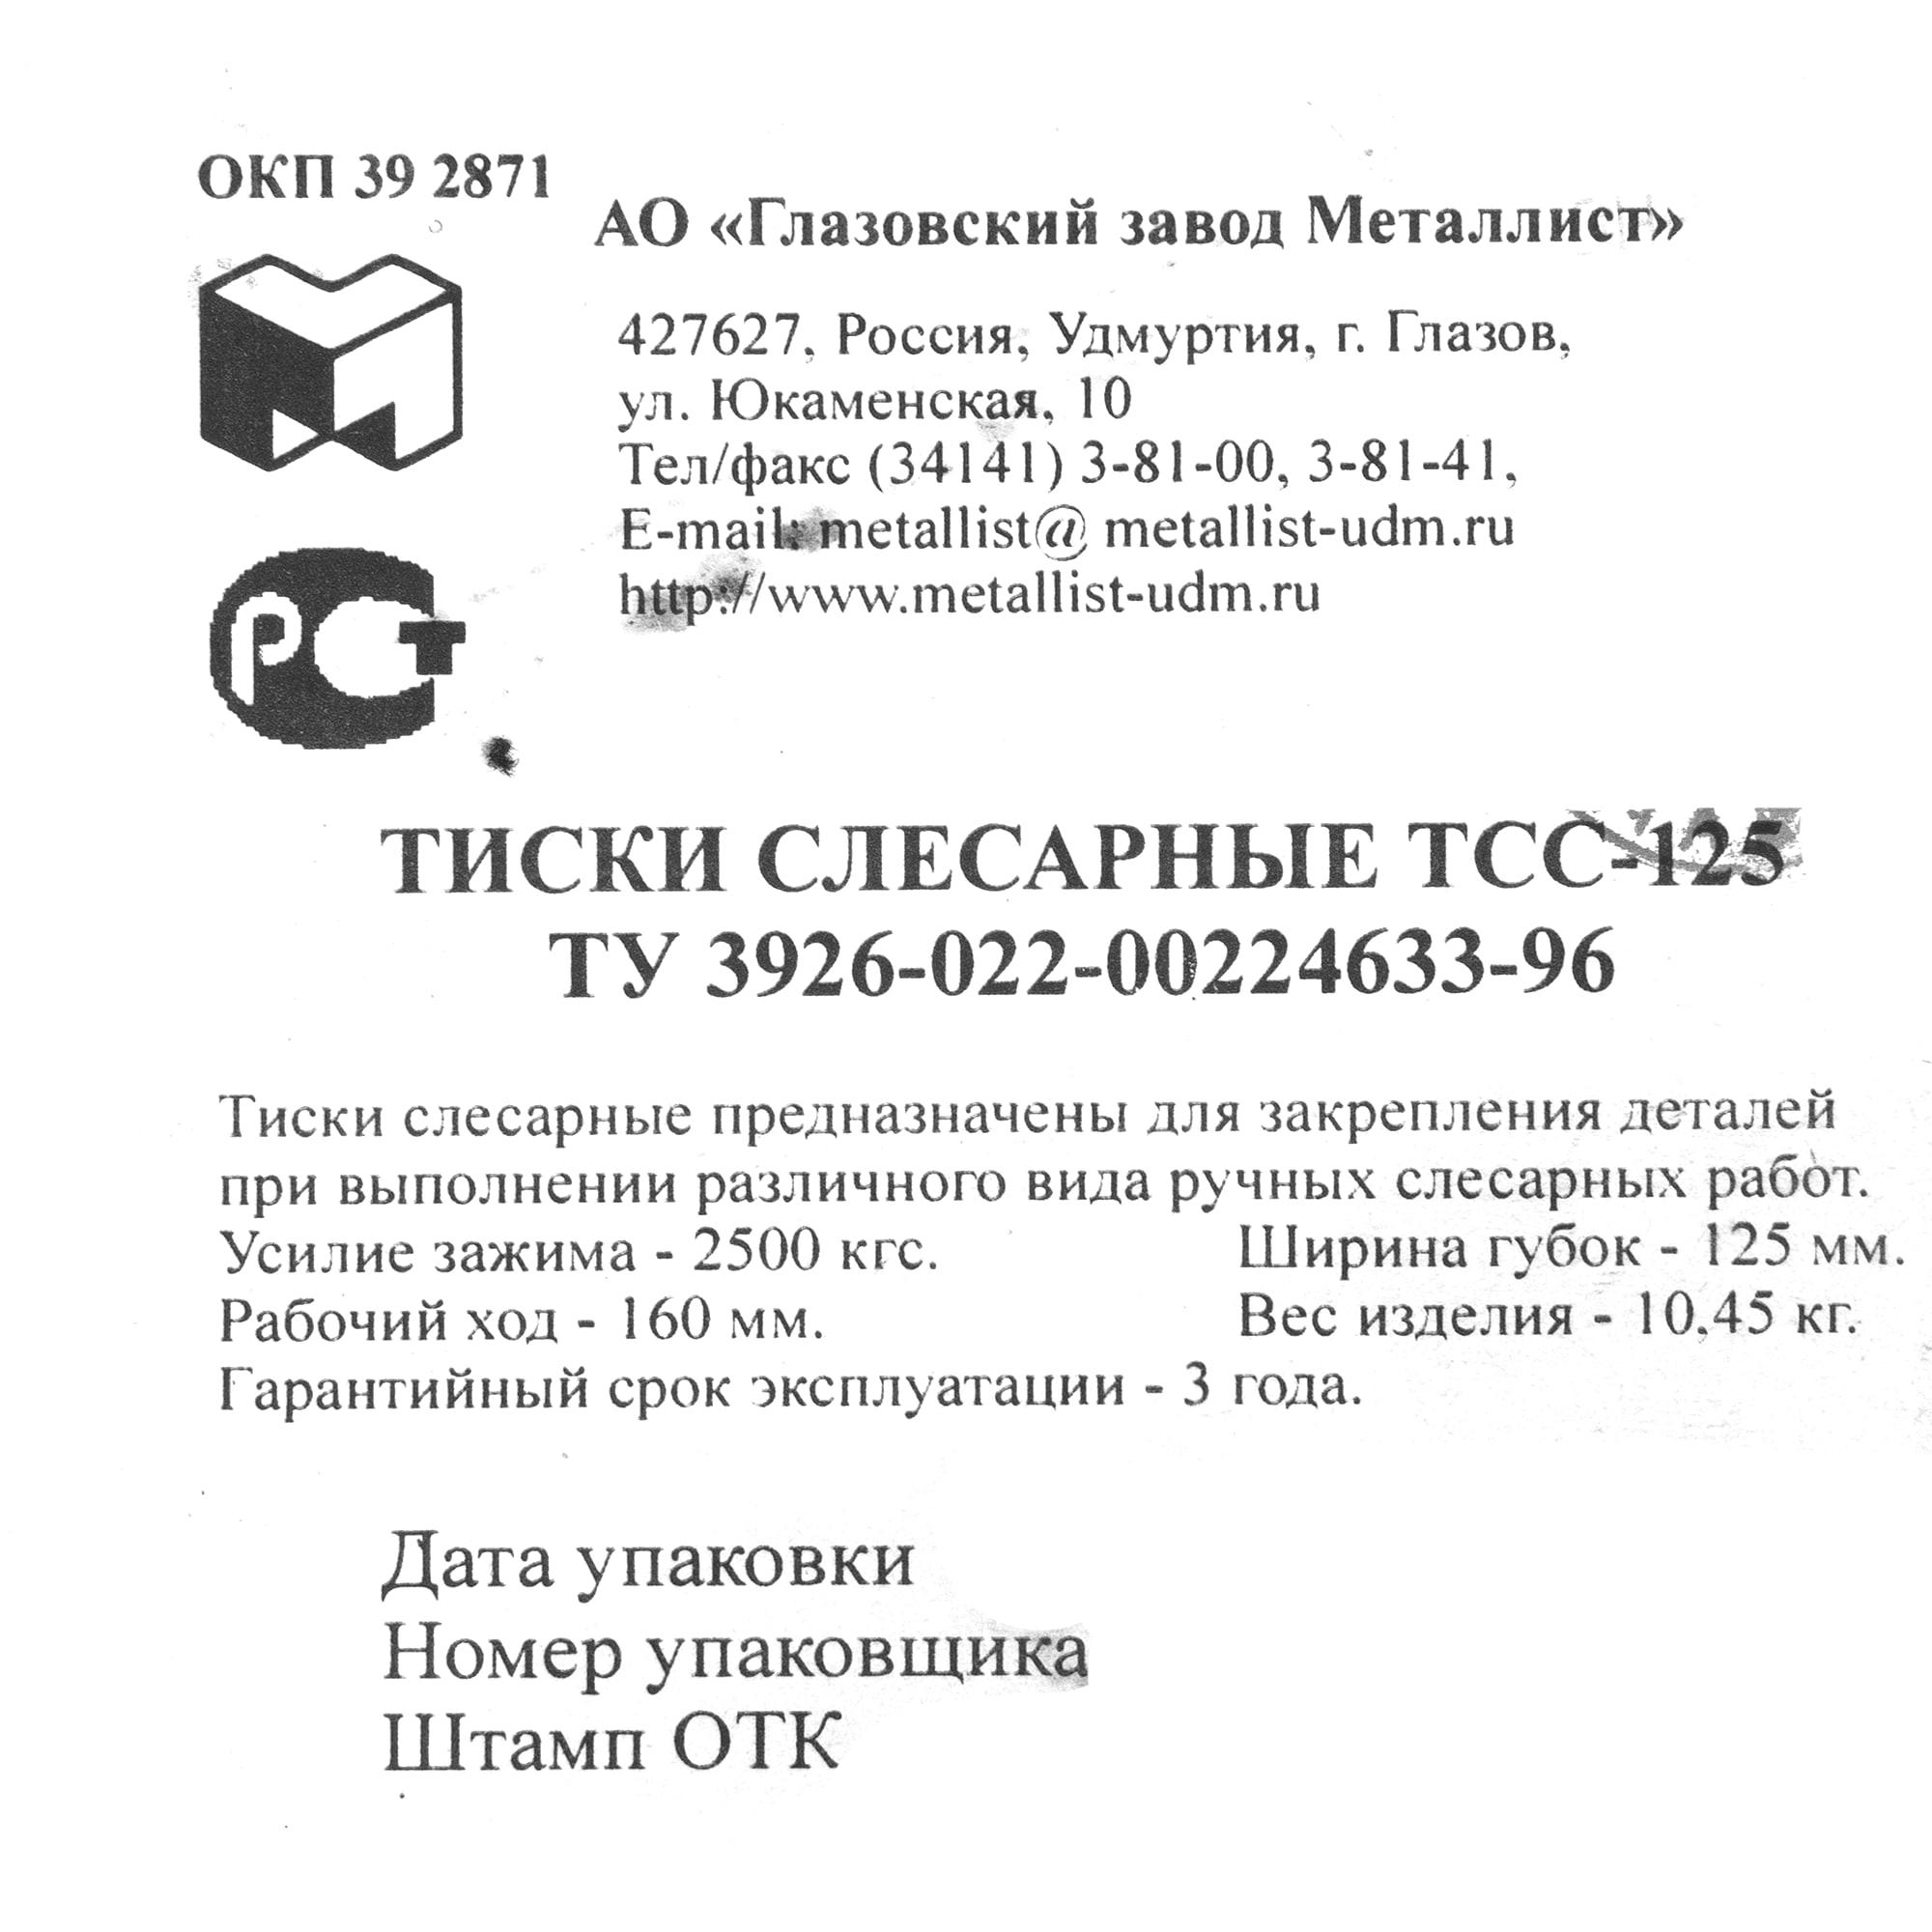 ОКП 39 2871
АО «Глазовский завод Металлист»
427627, Россия, Удмуртия, г. Глазов,
ул. Юкаменская, 10
Тел/факс (34141) 3-81-00, 3-81-41,
E-mail: metallist@ metallist-udm.ru
http://www.metallist-udm.ru
РСТ
ТИСКИ СЛЕСАРНЫЕ ТСС-125
ТУ 3926-022-00224633-96
Тиски слесарные предназначены для закрепления деталей
при выполнении различного вида ручных слесарных работ.
Усилие зажима - 2500 кгс. Ширина губок - 125 мм.
Рабочий ход - 160 мм. Вес изделия - 10,45 кг.
Гарантийный срок эксплуатации - 3 года.
Дата упаковки
Номер упаковщика
Штамп ОТК